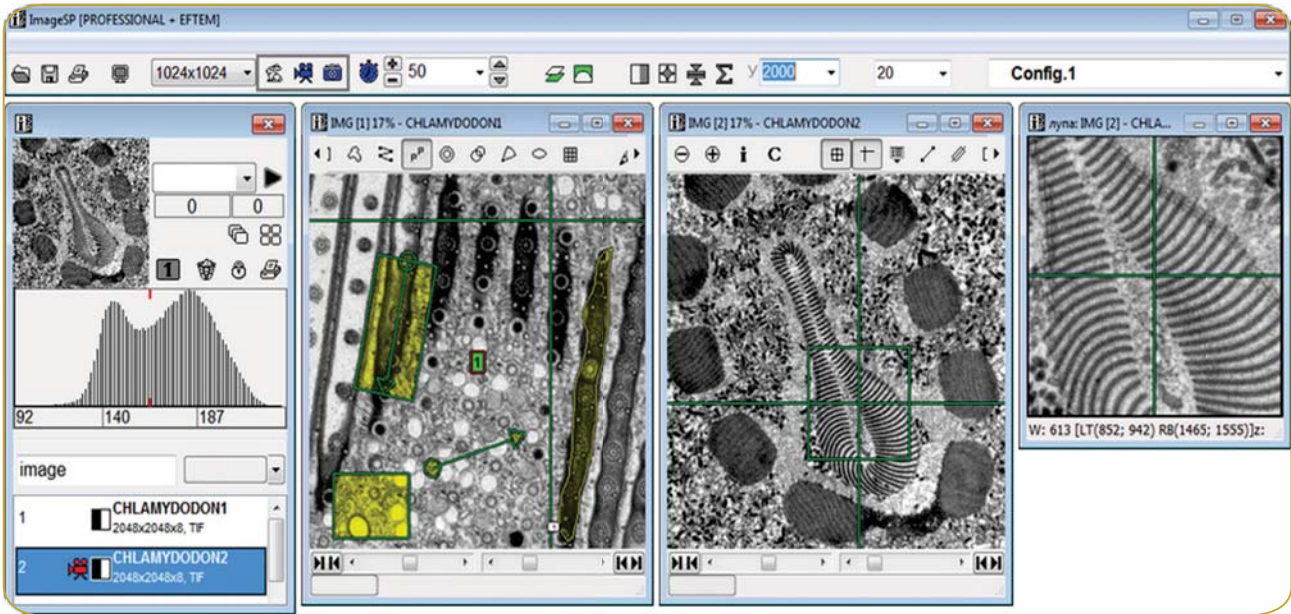 ImageSP [PROFESSIONAL + EFTEM]
1024x1024
50
Σ
У 2000
20
Config.1
0
0
1
92
140
187
image
1
CHLAMYDODON1
2048x2048x8, TIF
2
CHLAMYDODON2
2048x2048x8, TIF
IMG [1] 17% - CHLAMYDODON1
pP
1
IMG [2] 17% - CHLAMYDODON2
i C
лупа: IMG [2] - CHLA...
W: 613 [LT(852; 942) RB(1465; 1555)]z: